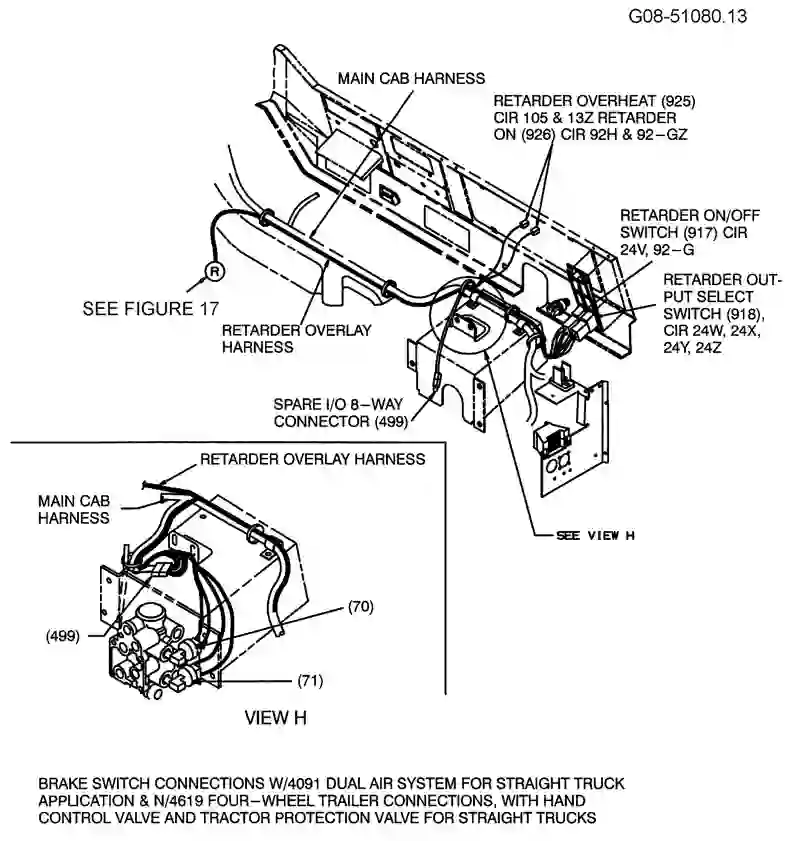 G08-51080.13
MAIN CAB HARNESS
RETARDER OVERHEAT (925)
CIR 105 & 13Z RETARDER
ON (926) CIR 92H & 92-GZ
RETARDER ON/OFF
SWITCH (917) CIR
24V, 92-G
RETARDER OUT-
PUT SELECT
SWITCH (918),
CIR 24W, 24X,
24Y, 24Z
R
SEE FIGURE 17
RETARDER OVERLAY
HARNESS
SPARE I/O 8-WAY
CONNECTOR (499)
SEE VIEW H
RETARDER OVERLAY HARNESS
MAIN CAB
HARNESS
(70)
(499)
(71)
VIEW H
BRAKE SWITCH CONNECTIONS W/4091 DUAL AIR SYSTEM FOR STRAIGHT TRUCK
APPLICATION & N/4619 FOUR-WHEEL TRAILER CONNECTIONS, WITH HAND
CONTROL VALVE AND TRACTOR PROTECTION VALVE FOR STRAIGHT TRUCKS